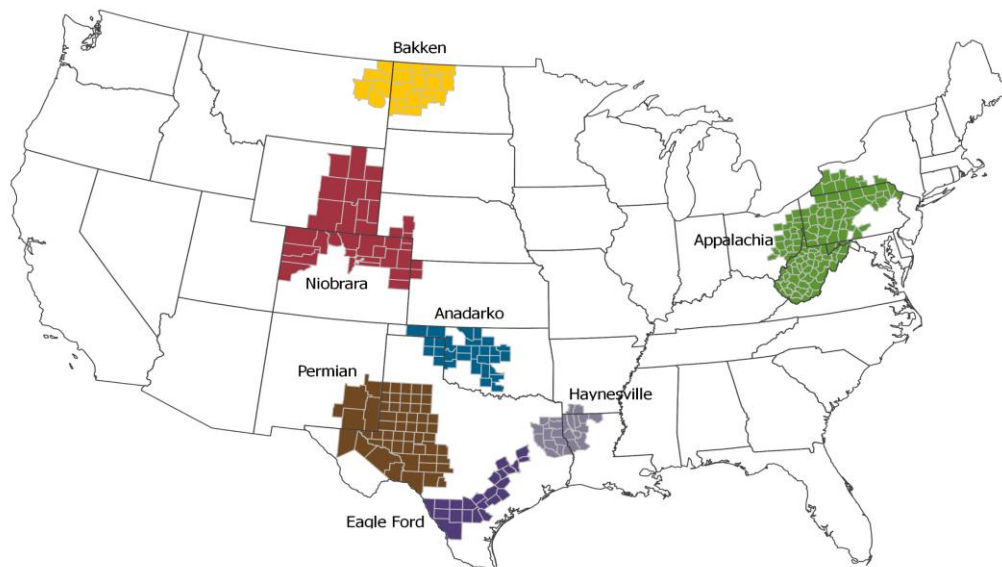 Bakken
Appalachia
Niobrara
Anadarko
Permian
Haynesville
Eagle Ford